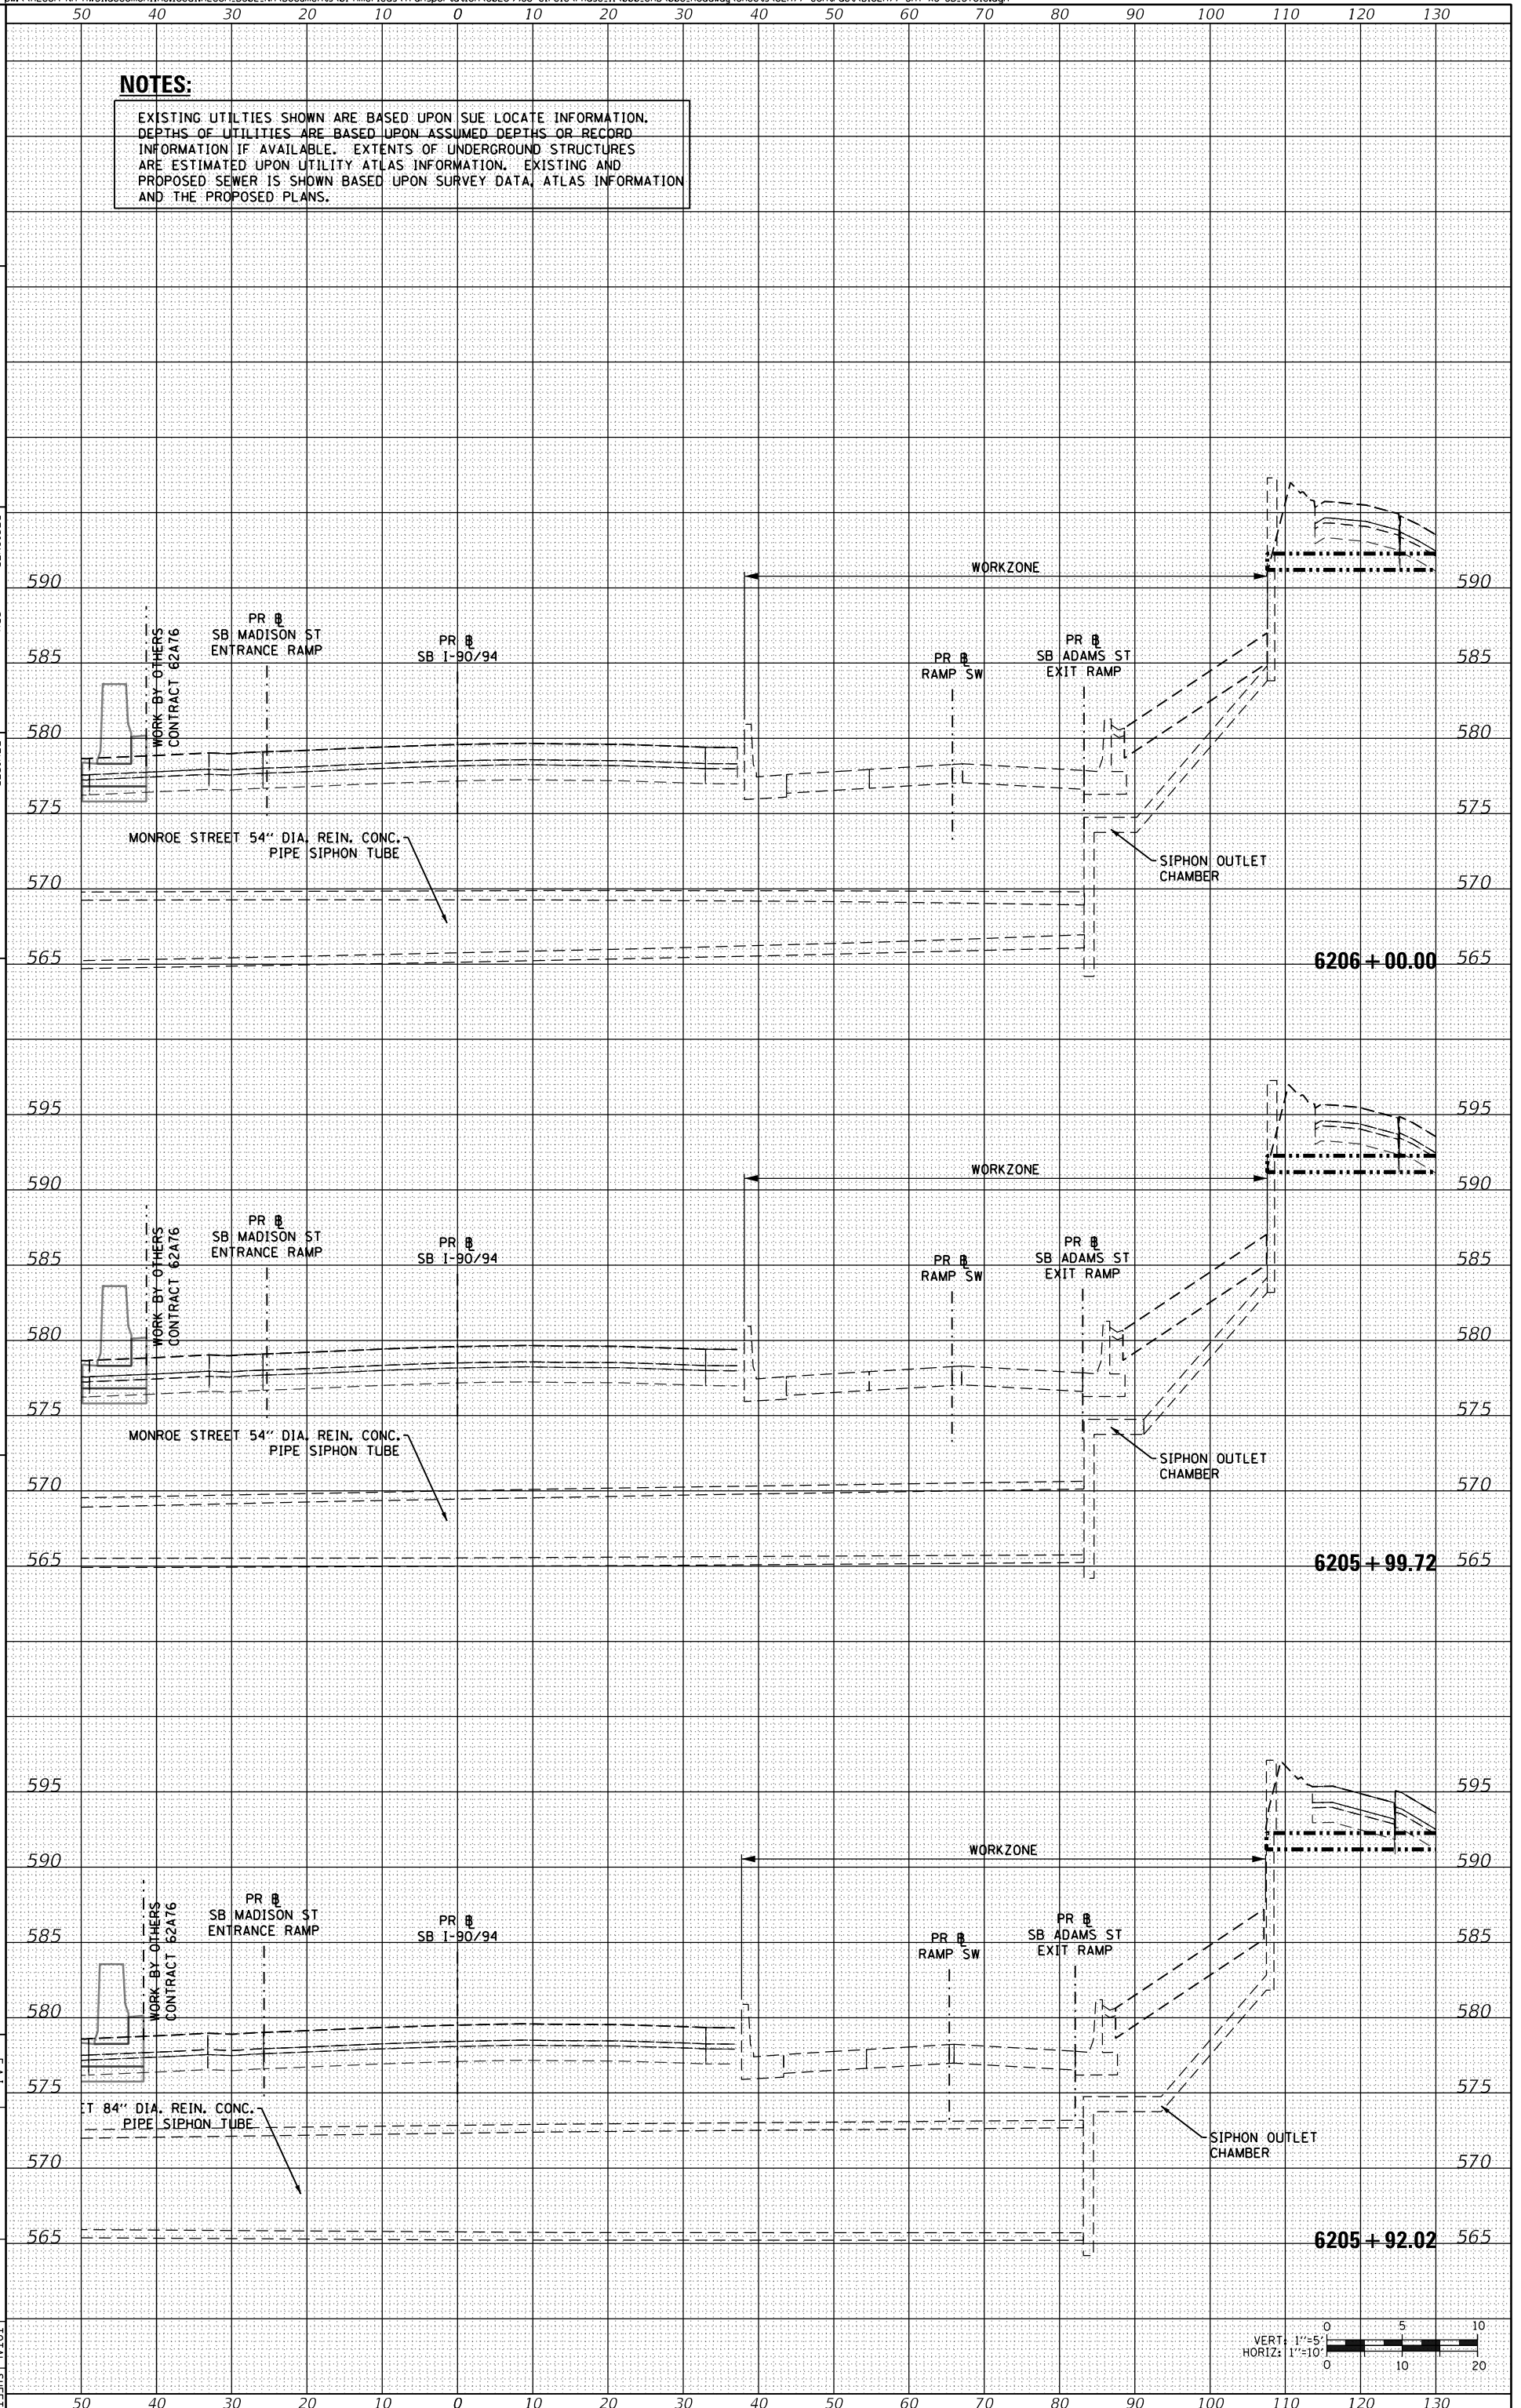 50 40 30 20 10 0 10 20 30 40 50 60 70 80 90 100 110 120 130
NOTES:
EXISTING UTILTIES SHOWN ARE BASED UPON SUE LOCATE INFORMATION.
DEPTHS OF UTILITIES ARE BASED UPON ASSUMED DEPTHS OR RECORD
INFORMATION IF AVAILABLE. EXTENTS OF UNDERGROUND STRUCTURES
ARE ESTIMATED UPON UTILITY ATLAS INFORMATION. EXISTING AND
PROPOSED SEWER IS SHOWN BASED UPON SURVEY DATA, ATLAS INFORMATION
AND THE PROPOSED PLANS.
WORKZONE
590 590
585 585
580 580
575 575
570 570
565 565
WORK BY OTHERS
CONTRACT 62A76
PR BL
SB MADISON ST
ENTRANCE RAMP
PR BL
SB I-90/94
PR BL
RAMP SW
PR BL
SB ADAMS ST
EXIT RAMP
MONROE STREET 54" DIA. REIN. CONC.
PIPE SIPHON TUBE
SIPHON OUTLET
CHAMBER
6206+00.00
595 595
590 590
585 585
580 580
575 575
570 570
565 565
WORKZONE
WORK BY OTHERS
CONTRACT 62A76
PR BL
SB MADISON ST
ENTRANCE RAMP
PR BL
SB I-90/94
PR BL
RAMP SW
PR BL
SB ADAMS ST
EXIT RAMP
MONROE STREET 54" DIA. REIN. CONC.
PIPE SIPHON TUBE
SIPHON OUTLET
CHAMBER
6205+99.72
595 595
590 590
585 585
580 580
575 575
570 570
565 565
WORKZONE
WORK BY OTHERS
CONTRACT 62A76
PR BL
SB MADISON ST
ENTRANCE RAMP
PR BL
SB I-90/94
PR BL
RAMP SW
PR BL
SB ADAMS ST
EXIT RAMP
84" DIA. REIN. CONC.
PIPE SIPHON TUBE
SIPHON OUTLET
CHAMBER
6205+92.02
0 5 10
VERT: 1"=5'
HORIZ: 1"=10'
0 10 20
50 40 30 20 10 0 10 20 30 40 50 60 70 80 90 100 110 120 130